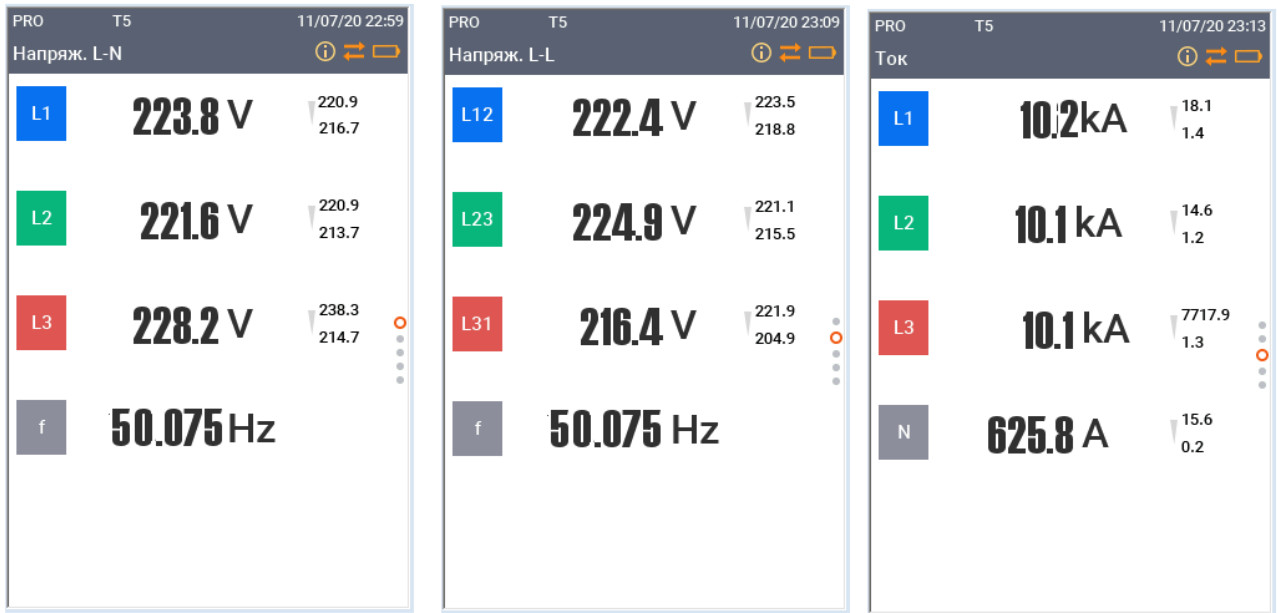 PRO T5 11/07/20 22:59
Напряж. L-N
L1 223.8 V 220.9
216.7
L2 221.6 V 220.9
213.7
L3 228.2 V 238.3
214.7
f 50.075 Hz
PRO T5 11/07/20 23:09
Напряж. L-L
L12 222.4 V 223.5
218.8
L23 224.9 V 221.1
215.5
L31 216.4 V 221.9
204.9
f 50.075 Hz
PRO T5 11/07/20 23:13
Ток
L1 10.2 kA 18.1
1.4
L2 10.1 kA 14.6
1.2
L3 10.1 kA 7717.9
1.3
N 625.8 A 15.6
0.2